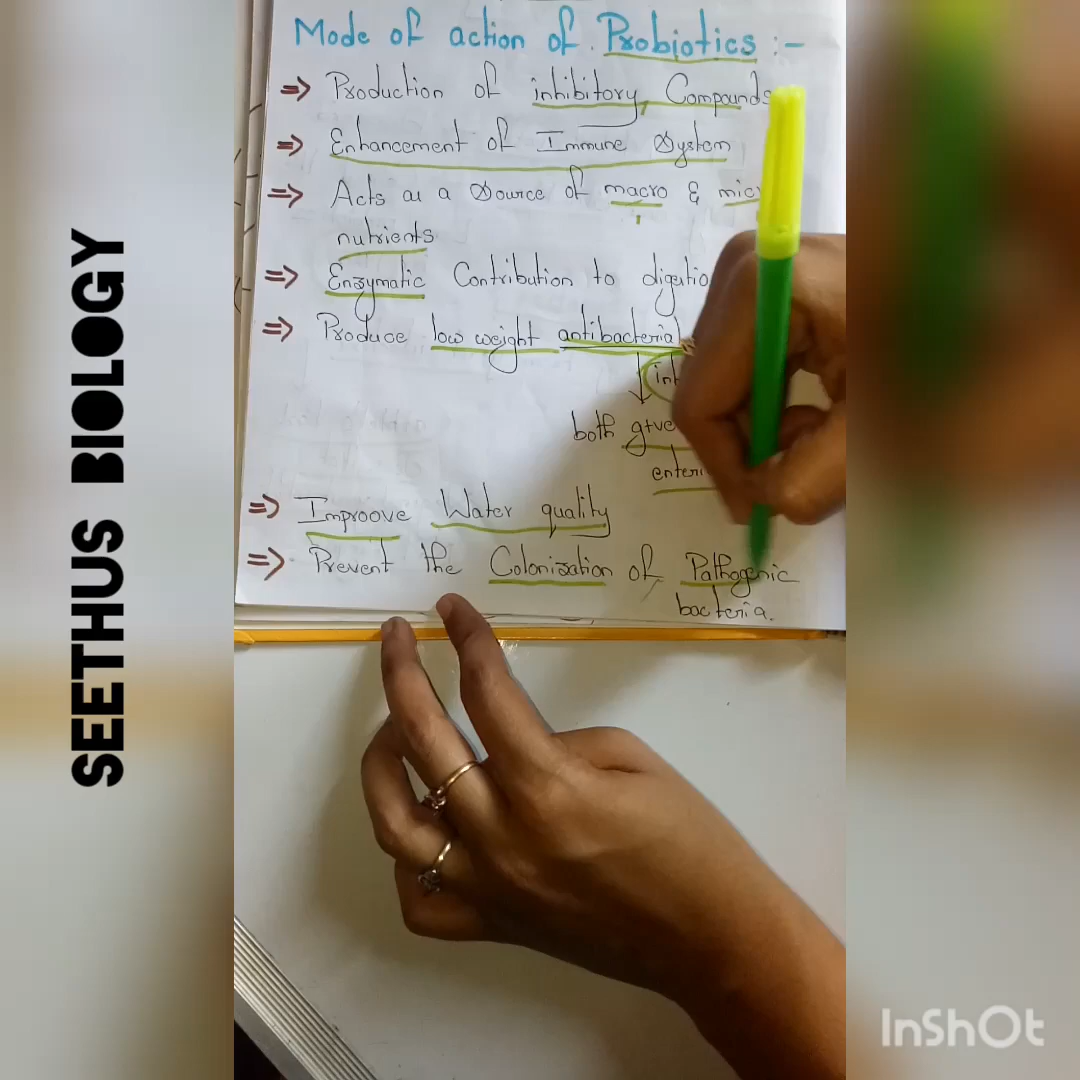 Mode of action of Probiotics :-
=> Production of inhibitory Compounds
=> Enhancement of Immune System
=> Acts as a Source of macro &
nutrients
=> Enzymatic Contribution to
=> Produce low weight antibacterial
both
=> Improove Water quality
=> Prevent the Colonization of Pathogenic
bacteria.
SEETHUS BIOLOGY
InShOt